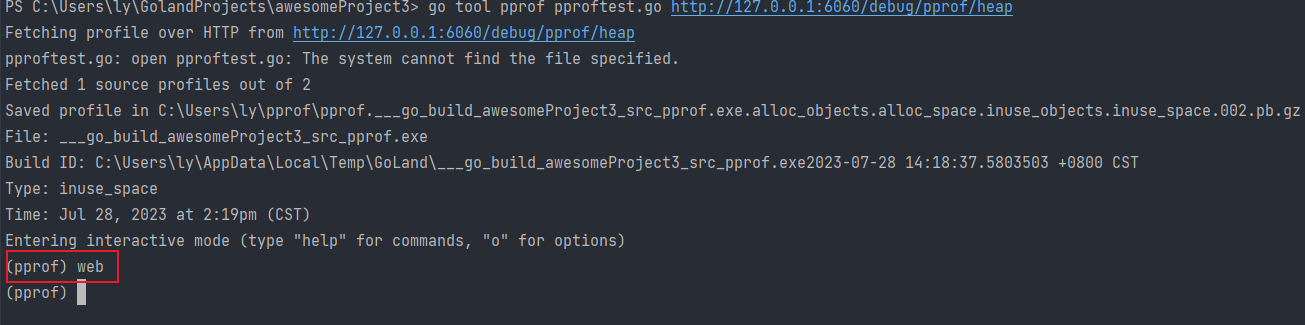 PS C:\Users\ly\GolandProjects\awesomeProject3> go tool pprof pproftest.go http://127.0.0.1:6060/debug/pprof/heap
Fetching profile over HTTP from http://127.0.0.1:6060/debug/pprof/heap
pproftest.go: open pproftest.go: The system cannot find the file specified.
Fetched 1 source profiles out of 2
Saved profile in C:\Users\ly\pprof\pprof.___go_build_awesomeProject3_src_pprof.exe.alloc_objects.alloc_space.inuse_objects.inuse_space.002.pb.gz
File: ___go_build_awesomeProject3_src_pprof.exe
Build ID: C:\Users\ly\AppData\Local\Temp\GoLand\___go_build_awesomeProject3_src_pprof.exe2023-07-28 14:18:37.5803503 +0800 CST
Type: inuse_space
Time: Jul 28, 2023 at 2:19pm (CST)
Entering interactive mode (type "help" for commands, "o" for options)
(pprof) web
(pprof)